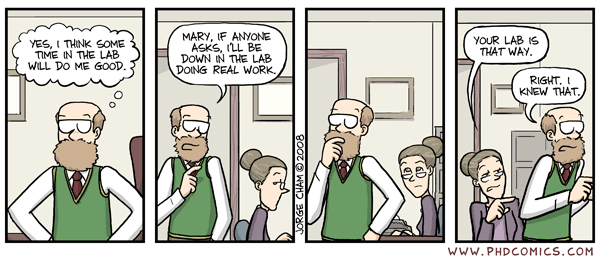 YES, I THINK SOME
TIME IN THE LAB
WILL DO ME GOOD.
MARY, IF ANYONE
ASKS, I'LL BE
DOWN IN THE LAB
DOING REAL WORK.
JORGE CHAM © 2008
YOUR LAB IS
THAT WAY.
RIGHT. I
KNEW THAT.
WWW.PHDCOMICS.COM